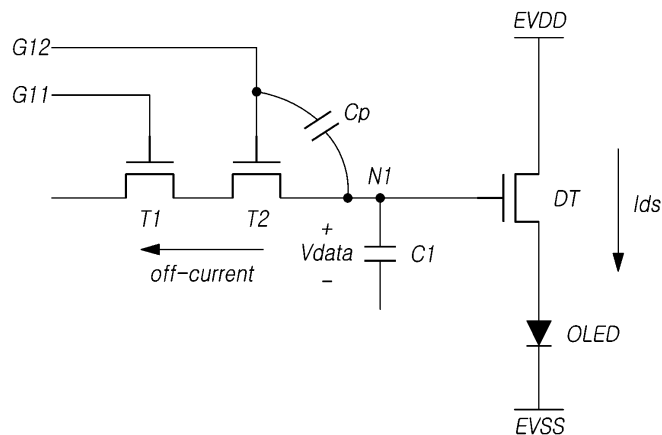 EVDD
G12
G11
Cp
N1
DT
Ids
T1
T2
+
Vdata
−
C1
off-current
OLED
EVSS